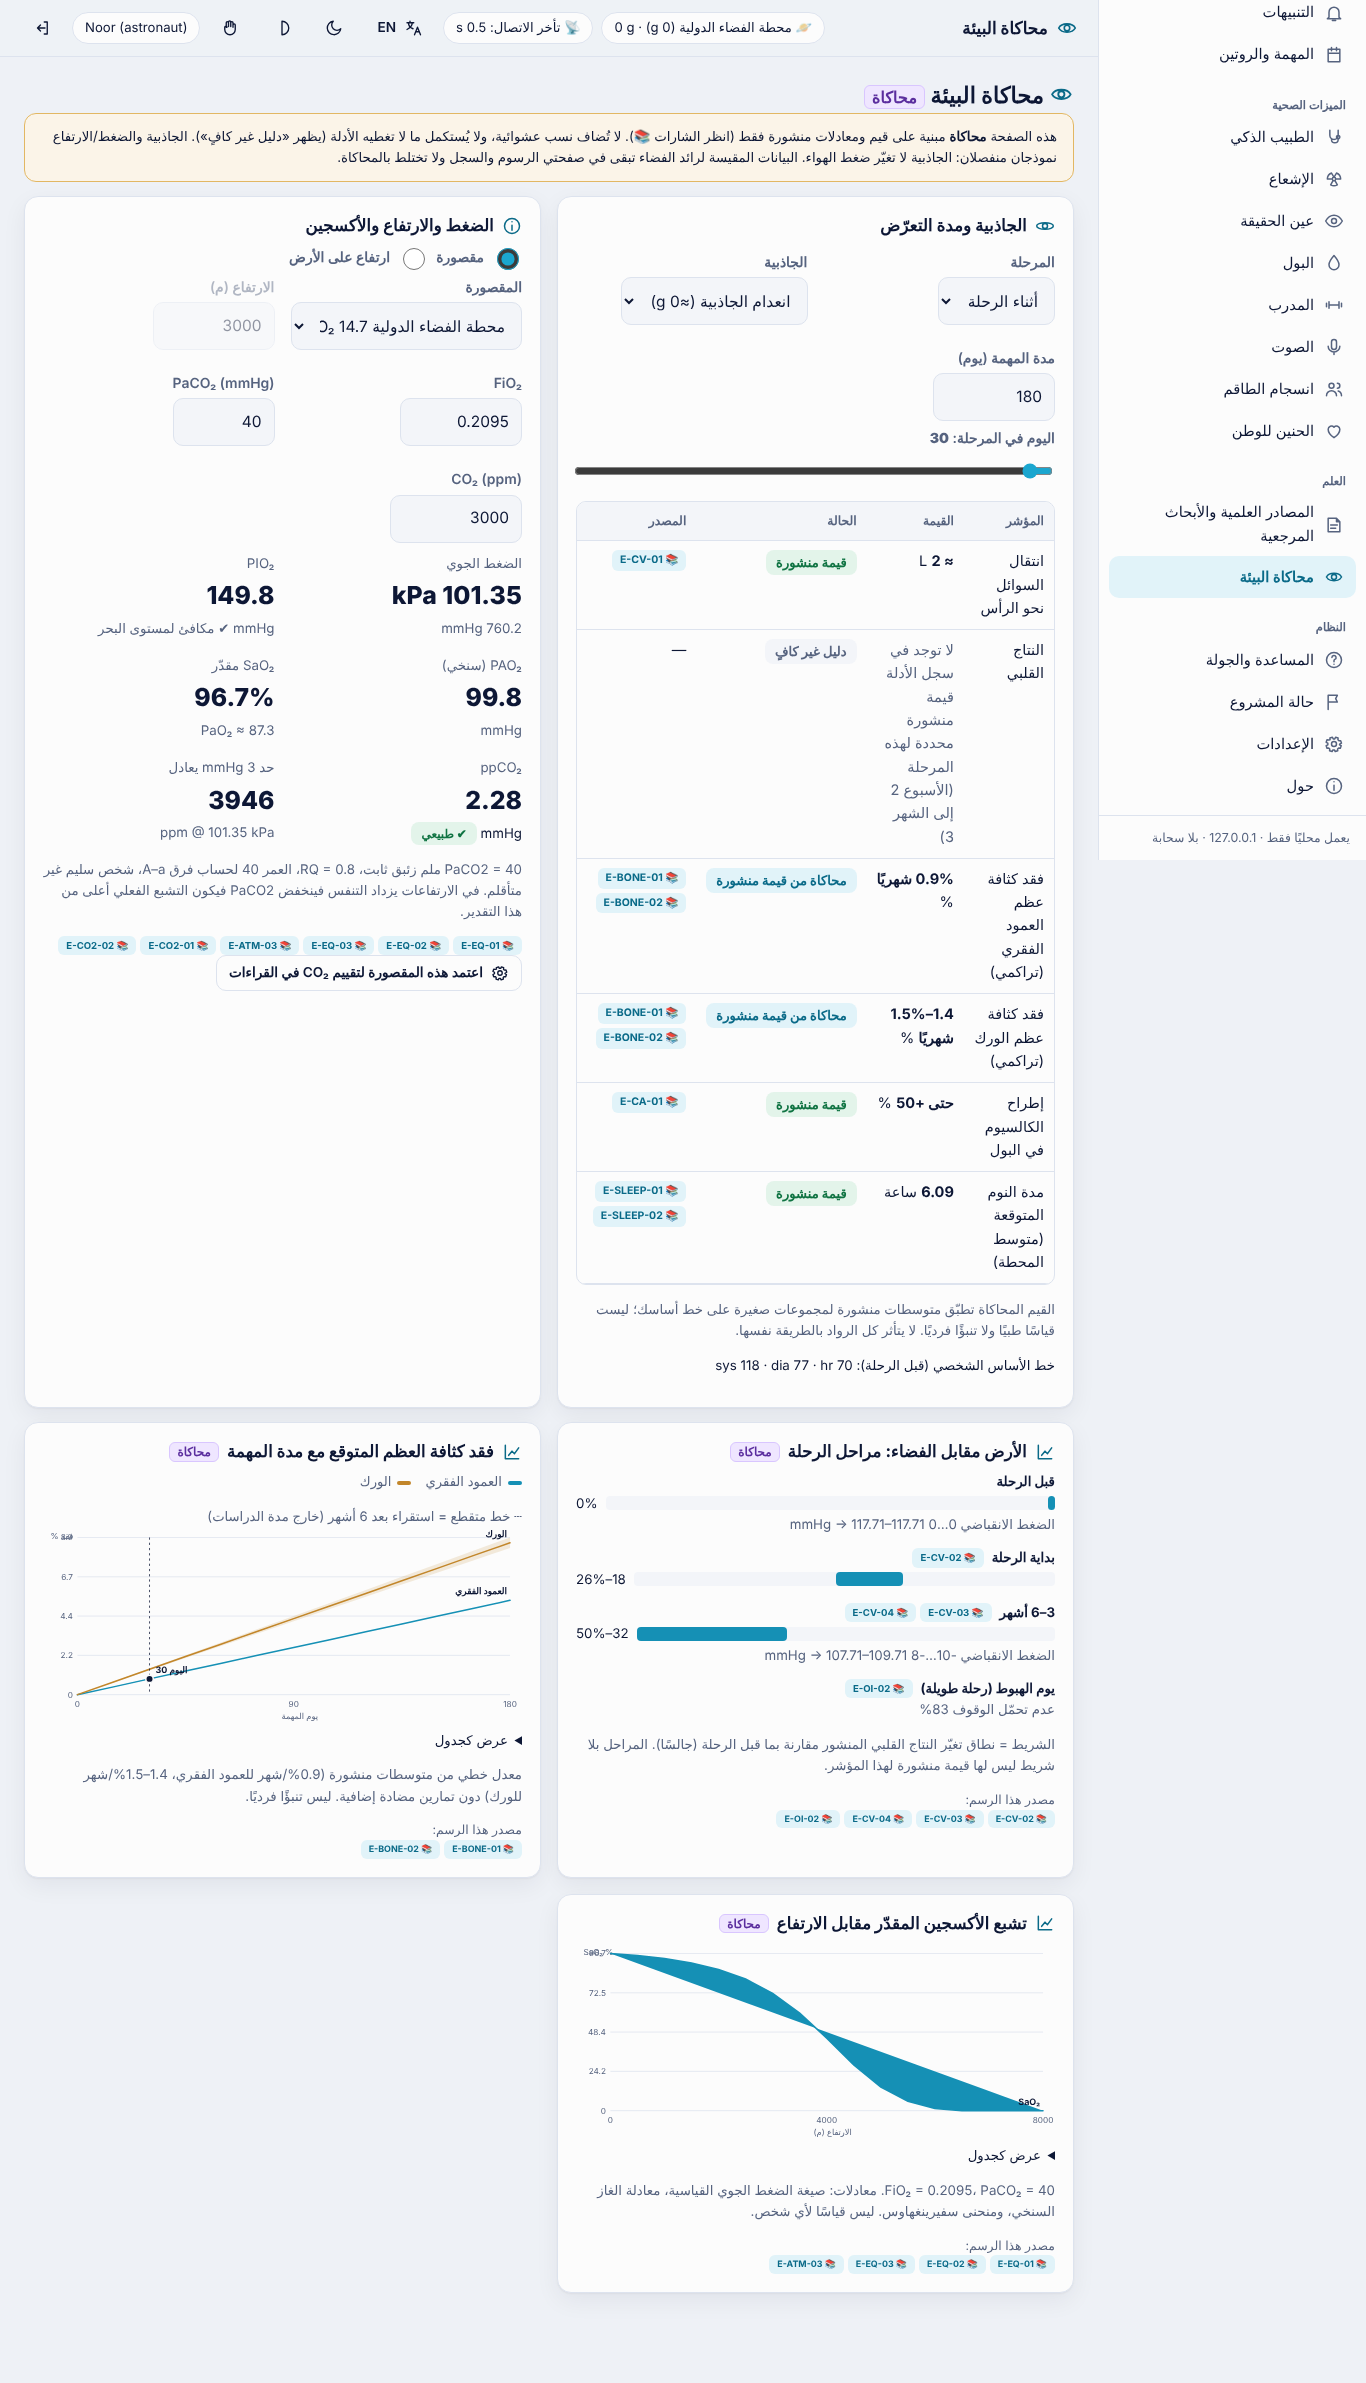 التنبيهات
المهمة والروتين
الميزات الصحية
الطبيب الذكي
الإشعاع
عين الحقيقة
البول
المدرب
الصوت
انسجام الطاقم
الحنين للوطن
العلم
المصادر العلمية والأبحاث
المرجعية
محاكاة البيئة
النظام
المساعدة والجولة
حالة المشروع
الإعدادات
حول
يعمل محليًا فقط · 127.0.0.1 · بلا سحابة
محاكاة البيئة
🪐 محطة الفضاء الدولية (0 g) · 0 g
📡 تأخر الاتصال: 0.5 s
EN
Noor (astronaut)
محاكاة البيئة محاكاة
هذه الصفحة محاكاة مبنية على قيم ومعادلات منشورة فقط (انظر الشارات 📚). لا تُضاف نسب عشوائية، ولا يُستكمل ما لا تغطيه الأدلة (يظهر «دليل غير كافٍ»). الجاذبية والضغط/الارتفاع
نموذجان منفصلان: الجاذبية لا تغيّر ضغط الهواء. البيانات المقيسة لرائد الفضاء تبقى في صفحتي الرسوم والسجل ولا تختلط بالمحاكاة.
الجاذبية ومدة التعرّض
المرحلة
الجاذبية
أثناء الرحلة
انعدام الجاذبية (≈0 g)
مدة المهمة (يوم)
180
اليوم في المرحلة: 30
المؤشر القيمة الحالة المصدر
انتقال السوائل نحو الرأس
≈ 2 L
قيمة منشورة
📚 E-CV-01
النتاج القلبي
لا توجد في سجل الأدلة قيمة منشورة محددة لهذه المرحلة (الأسبوع 2 إلى الشهر 3)
دليل غير كافٍ
—
فقد كثافة عظم العمود الفقري (تراكمي)
0.9% شهريًا %
محاكاة من قيمة منشورة
📚 E-BONE-01
📚 E-BONE-02
فقد كثافة عظم الورك (تراكمي)
1.4–1.5% شهريًا %
محاكاة من قيمة منشورة
📚 E-BONE-01
📚 E-BONE-02
إطراح الكالسيوم في البول
حتى +50 %
قيمة منشورة
📚 E-CA-01
مدة النوم المتوقعة (متوسط المحطة)
6.09 ساعة
قيمة منشورة
📚 E-SLEEP-01
📚 E-SLEEP-02
القيم المحاكاة تطبّق متوسطات منشورة لمجموعات صغيرة على خط أساسك؛ ليست
قياسًا طبيًا ولا تنبؤًا فرديًا. لا يتأثر كل الرواد بالطريقة نفسها.
خط الأساس الشخصي (قبل الرحلة): sys 118 · dia 77 · hr 70
الضغط والارتفاع والأكسجين
مقصورة
ارتفاع على الأرض
المقصورة
الارتفاع (م)
محطة الفضاء الدولية 14.7
3000
FiO₂
PaCO₂ (mmHg)
0.2095
40
CO₂ (ppm)
3000
الضغط الجوي
101.35 kPa
760.2 mmHg
PIO₂
149.8
mmHg ✔ مكافئ لمستوى البحر
PAO₂ (سنخي)
99.8
mmHg
SaO₂ مقدّر
96.7%
PaO₂ ≈ 87.3
ppCO₂
2.28
mmHg ✔ طبيعي
حد 3 mmHg يعادل
3946
ppm @ 101.35 kPa
PaCO2 = 40 ملم زئبق ثابت، RQ = 0.8، العمر 40 لحساب فرق A–a، شخص سليم غير
متأقلم. في الارتفاعات يزداد التنفس فينخفض PaCO2 فيكون التشبع الفعلي أعلى من
هذا التقدير.
📚 E-EQ-01 📚 E-EQ-02 📚 E-EQ-03 📚 E-ATM-03 📚 E-CO2-01 📚 E-CO2-02
اعتمد هذه المقصورة لتقييم CO₂ في القراءات
الأرض مقابل الفضاء: مراحل الرحلة محاكاة
قبل الرحلة
0%
الضغط الانقباضي 0…0 117.71–117.71 → mmHg
بداية الرحلة 📚 E-CV-02
18–26%
3–6 أشهر 📚 E-CV-03 📚 E-CV-04
32–50%
الضغط الانقباضي -10…-8 107.71–109.71 → mmHg
يوم الهبوط (رحلة طويلة) 📚 E-OI-02
عدم تحمّل الوقوف 83%
الشريط = نطاق تغيّر النتاج القلبي المنشور مقارنة بما قبل الرحلة (جالسًا). المراحل بلا
شريط ليس لها قيمة منشورة لهذا المؤشر.
مصدر هذا الرسم:
📚 E-CV-02 📚 E-CV-03 📚 E-CV-04 📚 E-OI-02
فقد كثافة العظم المتوقع مع مدة المهمة محاكاة
العمود الفقري الورك
┄ خط متقطع = استقراء بعد 6 أشهر (خارج مدة الدراسات)
%
6.7
4.4
2.2
0
الورك
العمود الفقري
اليوم 30
0 90 180
يوم المهمة
عرض كجدول
معدل خطي من متوسطات منشورة (0.9%/شهر للعمود الفقري، 1.4–1.5%/شهر
للورك) دون تمارين مضادة إضافية. ليس تنبؤًا فرديًا.
مصدر هذا الرسم:
📚 E-BONE-01 📚 E-BONE-02
تشبع الأكسجين المقدّر مقابل الارتفاع محاكاة
SaO₂ %
72.5
48.4
24.2
0
SaO₂
0 4000 8000
الارتفاع (م)
عرض كجدول
FiO₂ = 0.2095، PaCO₂ = 40. معادلات: صيغة الضغط الجوي القياسية، معادلة الغاز
السنخي، ومنحنى سفيرينغهاوس. ليس قياسًا لأي شخص.
مصدر هذا الرسم:
📚 E-EQ-01 📚 E-EQ-02 📚 E-EQ-03 📚 E-ATM-03